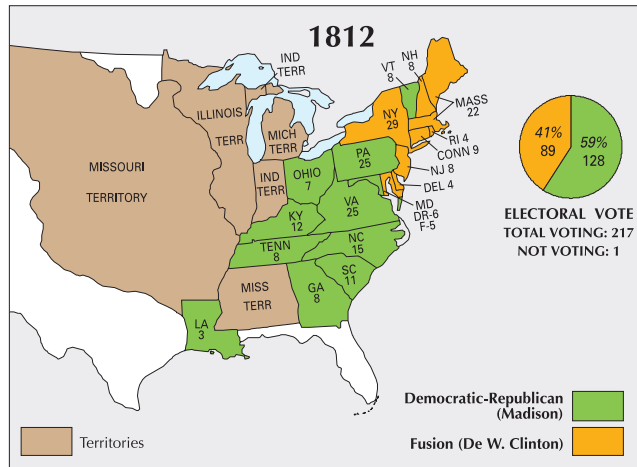 1812
IND
TERR
VT
8
NH
8
MASS
22
ILLINOIS
TERR
MICH
TERR
NY
29
RI 4
CONN 9
NJ 8
DEL 4
MD
DR-6
F-5
MISSOURI
TERRITORY
IND
TERR
OHIO
7
PA
25
VA
25
KY
12
TENN
8
NC
15
SC
11
MISS
TERR
GA
8
LA
3
41%
89
59%
128
ELECTORAL VOTE
TOTAL VOTING: 217
NOT VOTING: 1
Democratic-Republican
(Madison)
Fusion (De W. Clinton)
Territories